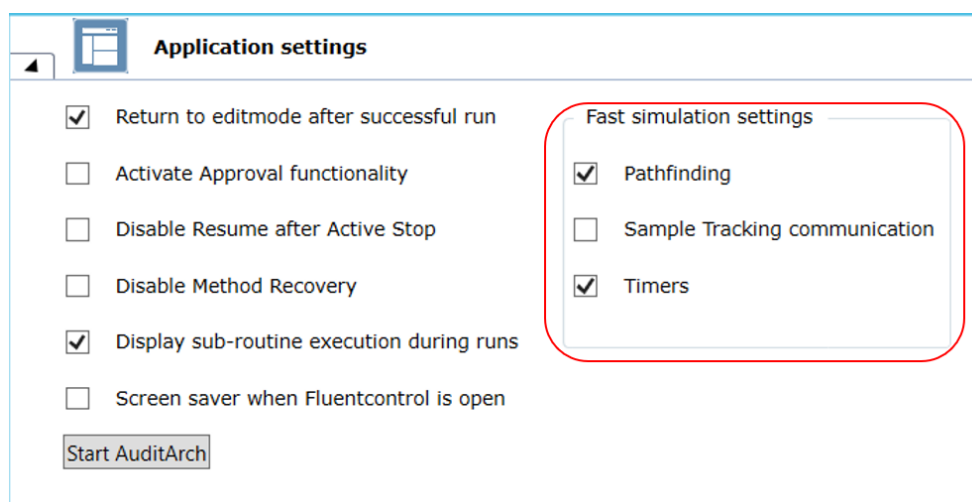 Application settings
Return to editmode after successful run
Activate Approval functionality
Disable Resume after Active Stop
Disable Method Recovery
Display sub-routine execution during runs
Screen saver when Fluentcontrol is open
Start AuditArch
Fast simulation settings
Pathfinding
Sample Tracking communication
Timers